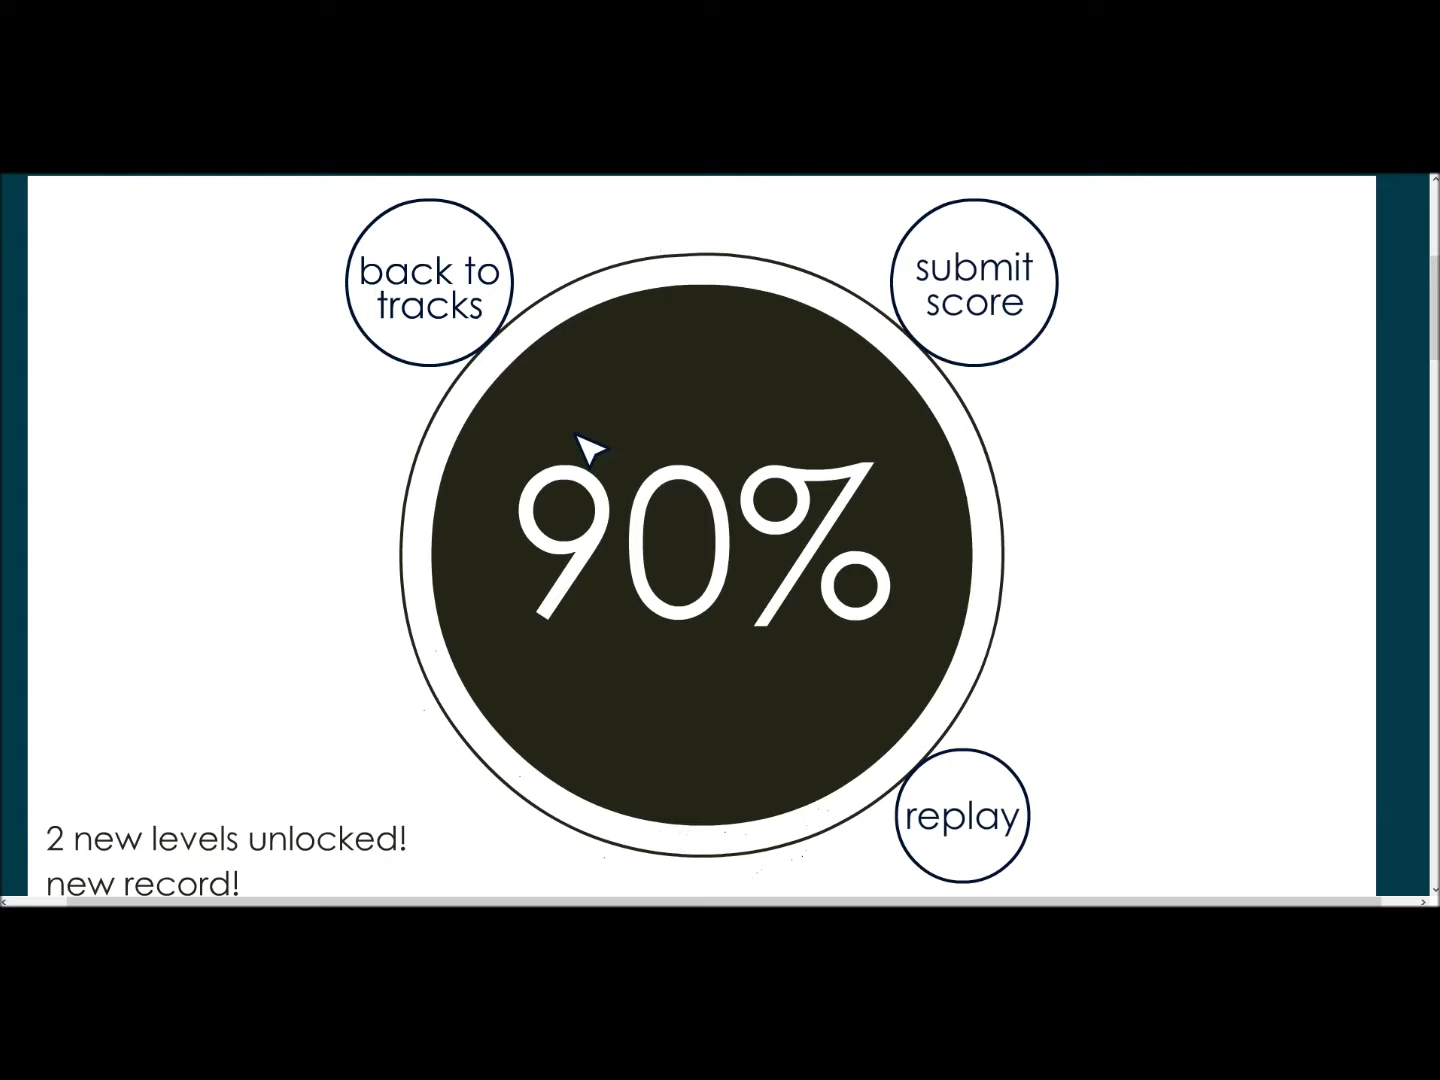 back to
tracks
submit
score
90%
replay
2 new levels unlocked!
new record!